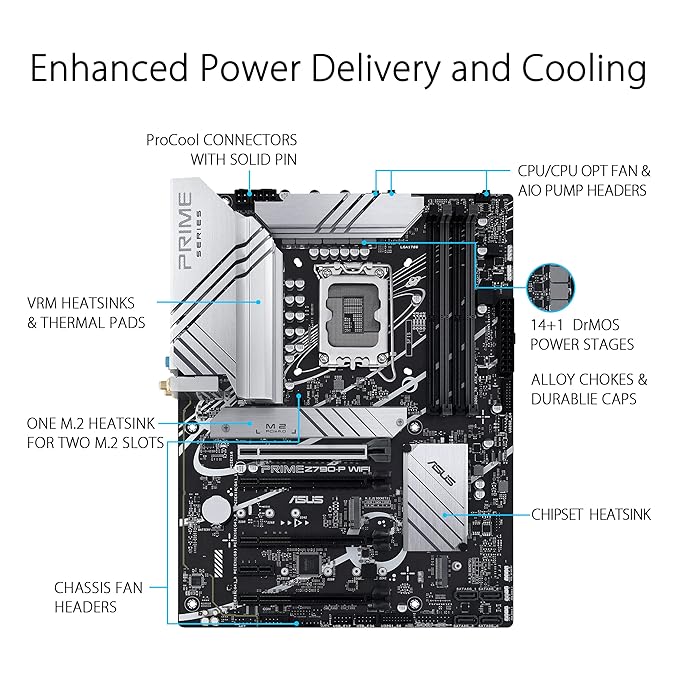 Enhanced Power Delivery and Cooling
ProCool CONNECTORS
WITH SOLID PIN
CPU/CPU OPT FAN &
AIO PUMP HEADERS
PRIME
SERIES
LGA1700
VRM HEATSINKS
& THERMAL PADS
14+1 DrMOS
POWER STAGES
ALLOY CHOKES &
DURABLIE CAPS
ONE M.2 HEATSINK
FOR TWO M.2 SLOTS
M.2
PRIME Z790-P WIFI
ASUS
ASUS
CHIPSET HEATSINK
CHASSIS FAN
HEADERS